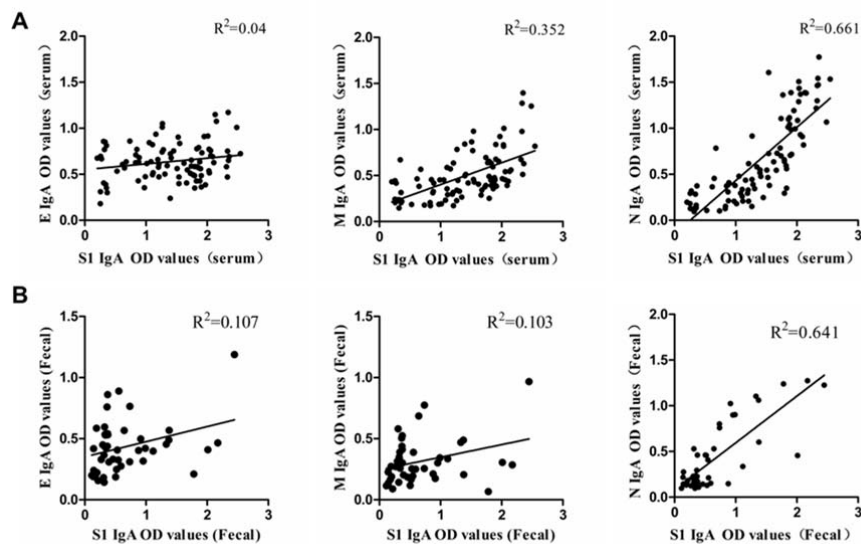 A
R²=0.04
E IgA OD values (serum)
2.0
1.5
1.0
0.5
0.0
0 1 2 3
S1 IgA OD values (serum)
R²=0.352
M IgA OD values (serum)
2.0
1.5
1.0
0.5
0.0
0 1 2 3
S1 IgA OD values (serum)
R²=0.661
N IgA OD values (serum)
2.0
1.5
1.0
0.5
0.0
0 1 2 3
S1 IgA OD values (serum)
B
R²=0.107
E IgA OD values (Fecal)
1.5
1.0
0.5
0.0
0 1 2 3
S1 IgA OD values (Fecal)
R²=0.103
M IgA OD values (Fecal)
1.5
1.0
0.5
0.0
0 1 2 3
S1 IgA OD values (Fecal)
R²=0.641
N IgA OD values (Fecal)
2.0
1.5
1.0
0.5
0.0
0 1 2 3
S1 IgA OD values (Fecal)